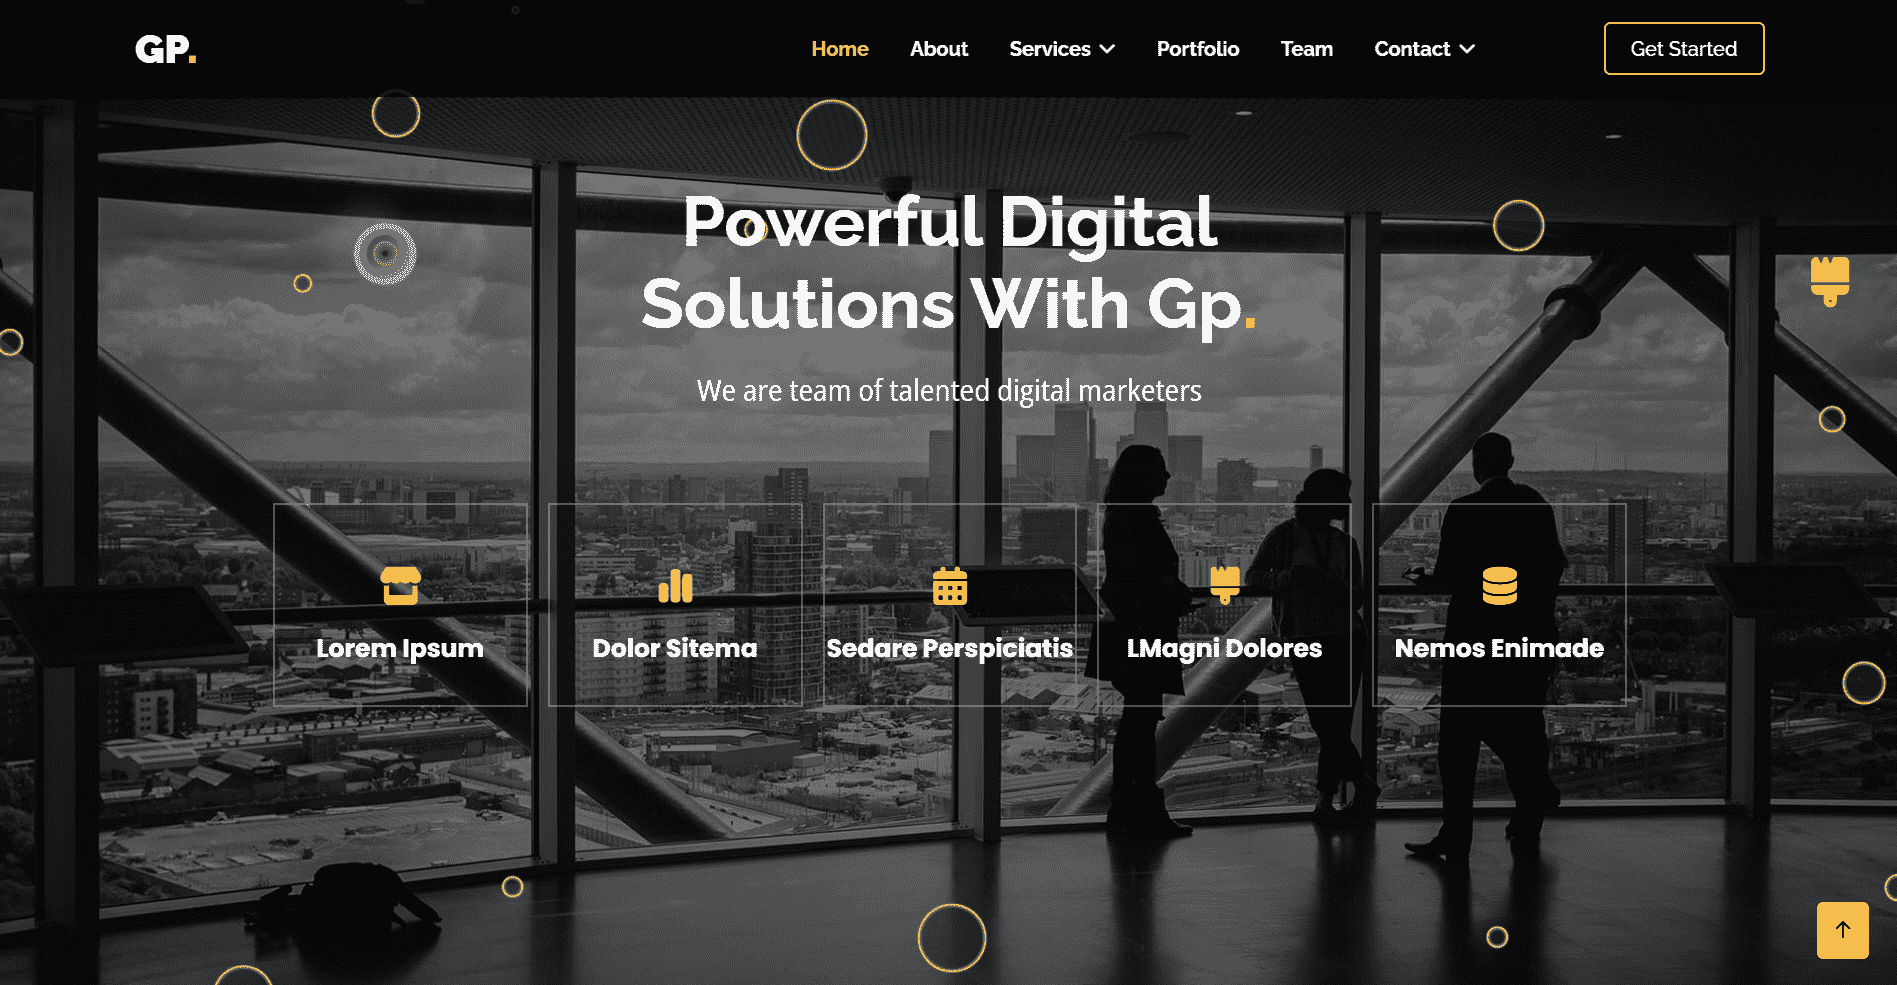 GP.
Home About Services Portfolio Team Contact Get Started
Powerful Digital
Solutions With Gp.
We are team of talented digital marketers
Lorem Ipsum
Dolor Sitema
Sedare Perspiciatis
LMagni Dolores
Nemos Enimade